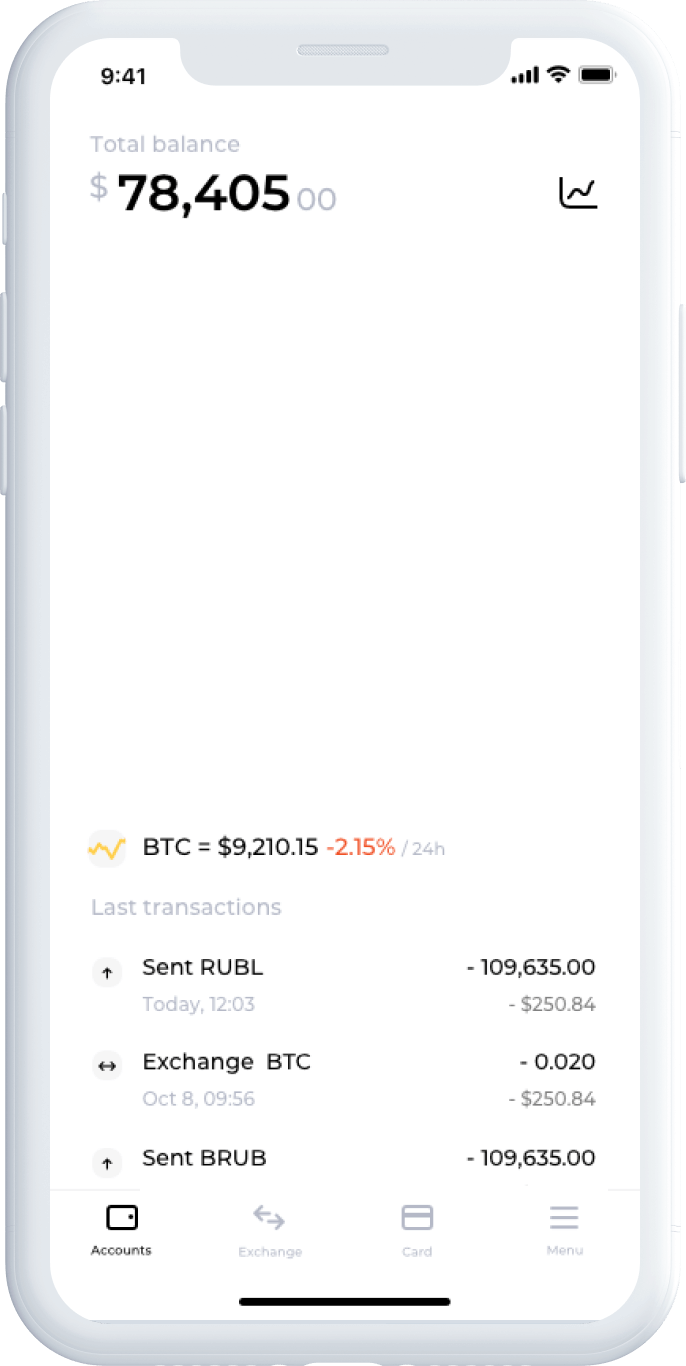 9:41
Total balance
$ 78,405 00
BTC = $9,210.15 -2.15% / 24h
Last transactions
Sent RUBL - 109,635.00
Today, 12:03 - $250.84
Exchange BTC - 0.020
Oct 8, 09:56 - $250.84
Sent BRUB - 109,635.00
Accounts Exchange Card Menu